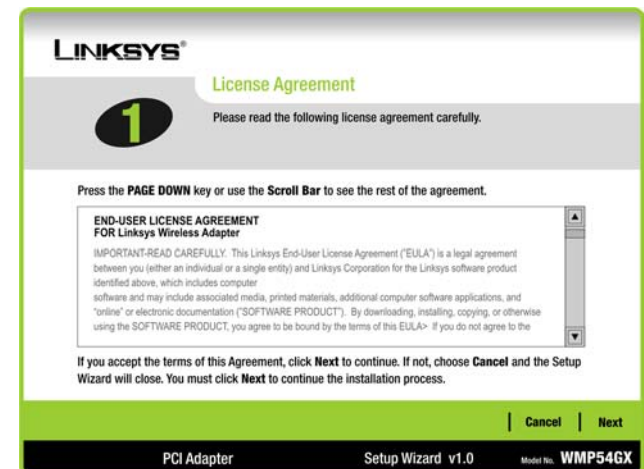 LINKSYS®
License Agreement
1
Please read the following license agreement carefully.
Press the PAGE DOWN key or use the Scroll Bar to see the rest of the agreement.
END-USER LICENSE AGREEMENT
FOR Linksys Wireless Adapter
IMPORTANT-READ CAREFULLY. This Linksys End-User License Agreement ("EULA") is a legal agreement
between you (either an individual or a single entity) and Linksys Corporation for the Linksys software product
identified above, which includes computer
software and may include associated media, printed materials, additional computer software applications, and
"online" or electronic documentation ("SOFTWARE PRODUCT"). By downloading, installing, copying, or otherwise
using the SOFTWARE PRODUCT, you agree to be bound by the terms of this EULA> If you do not agree to the
If you accept the terms of this Agreement, click Next to continue. If not, choose Cancel and the Setup
Wizard will close. You must click Next to continue the installation process.
Cancel | Next
PCI Adapter Setup Wizard v1.0 Model No. WMP54GX